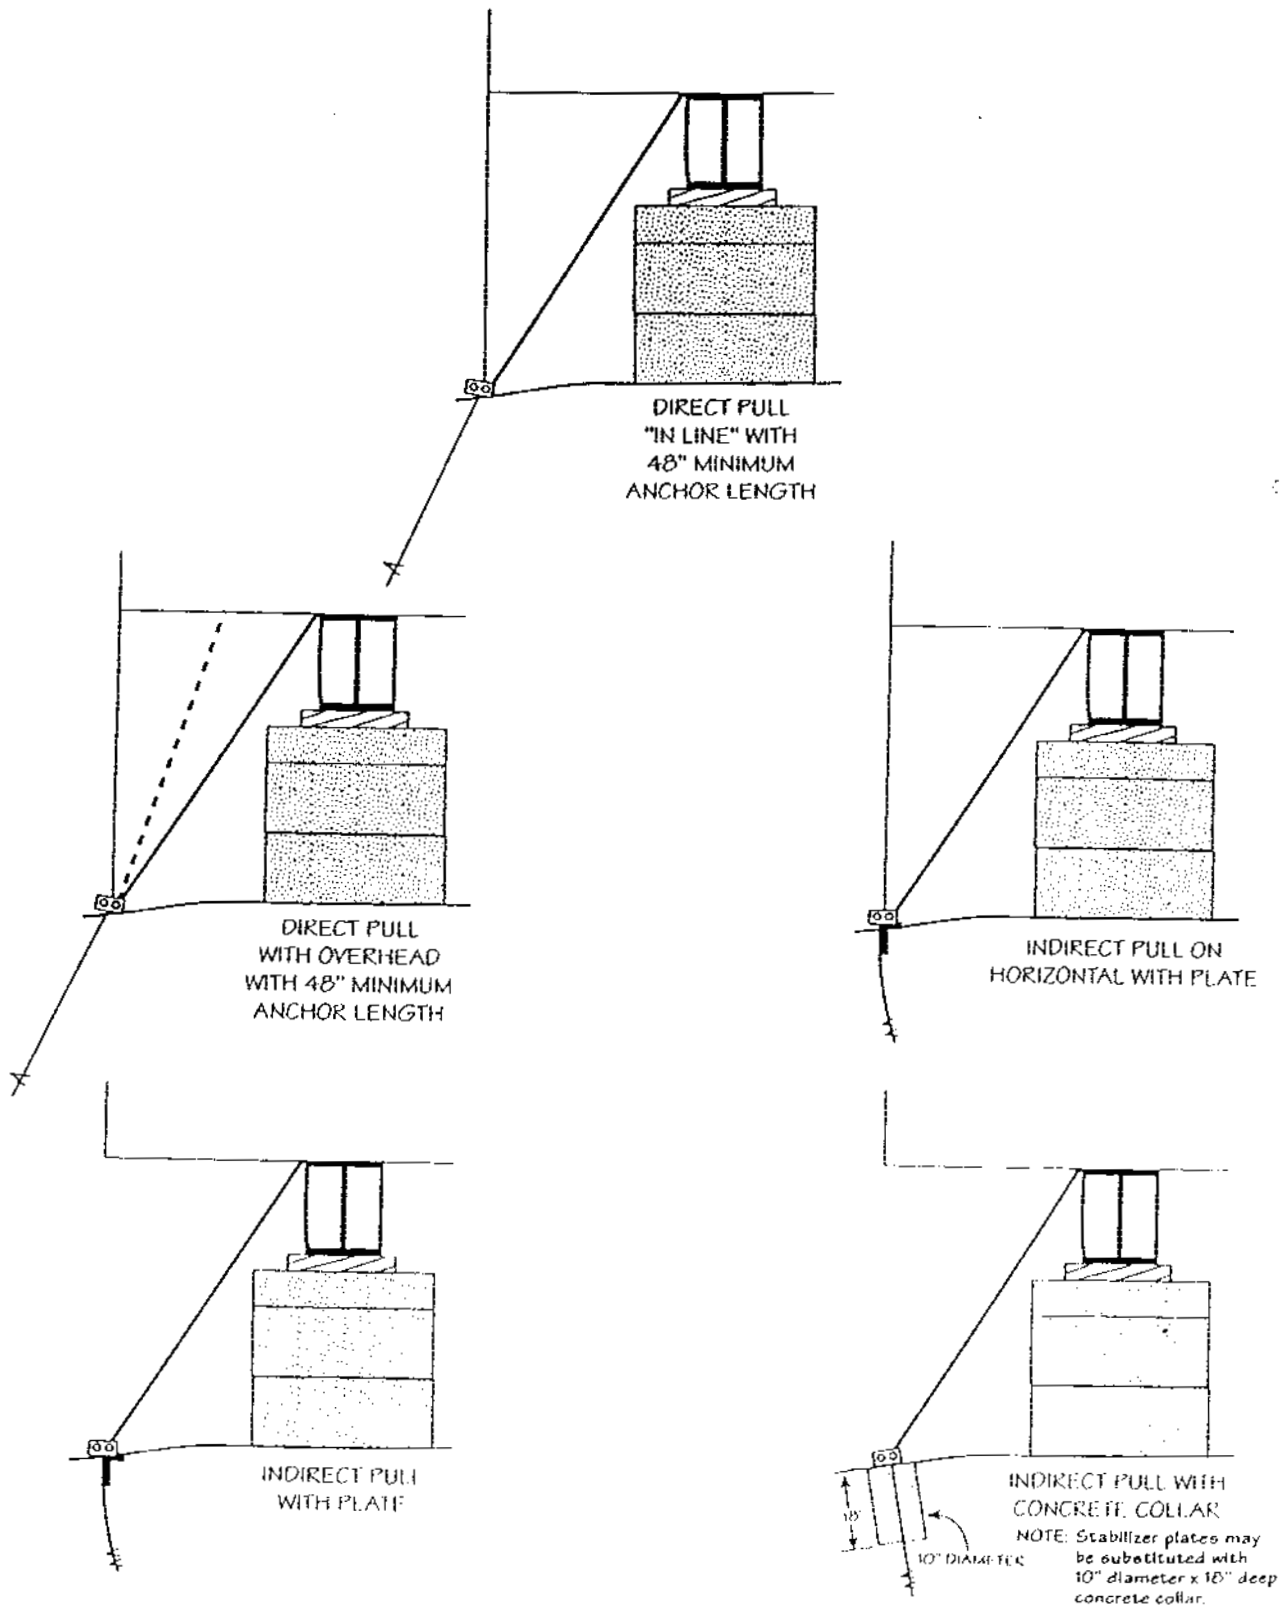 DIRECT PULL
"IN LINE" WITH
48" MINIMUM
ANCHOR LENGTH
DIRECT PULL
WITH OVERHEAD
WITH 48" MINIMUM
ANCHOR LENGTH
INDIRECT PULL ON
HORIZONTAL WITH PLATE
INDIRECT PULL
WITH PLATE
18"
10" DIAMETER
INDIRECT PULL WITH
CONCRETE COLLAR
NOTE: Stabilizer plates may
be substituted with
10" diameter x 18" deep
concrete collar.